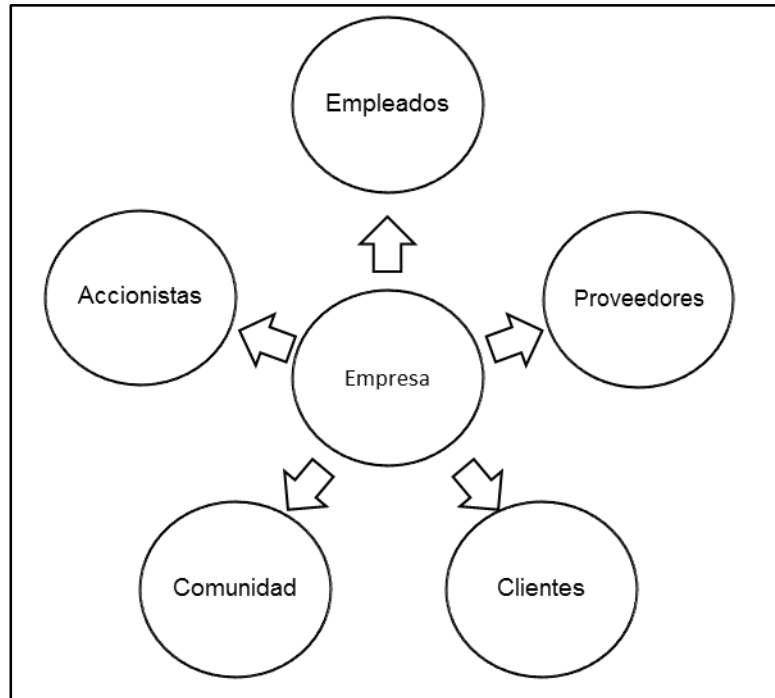 Empleados
Accionistas
Proveedores
Empresa
Comunidad
Clientes